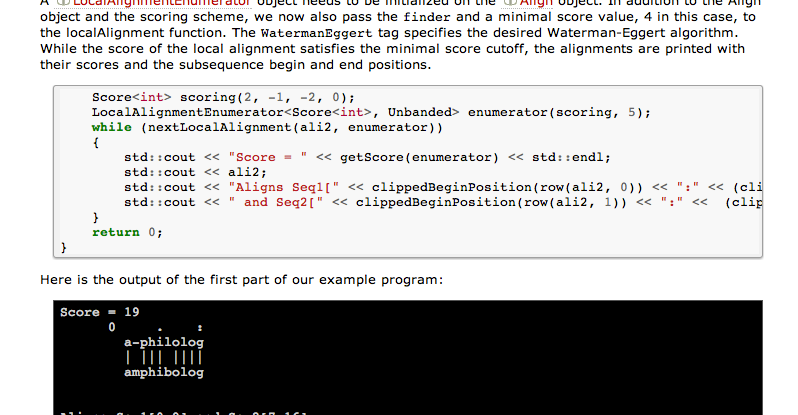 A LocalAlignmentEnumerator object needs to be initialized on the Align object. In addition to the Align
object and the scoring scheme, we now also pass the finder and a minimal score value, 4 in this case, to
the localAlignment function. The WatermanEggert tag specifies the desired Waterman-Eggert algorithm.
While the score of the local alignment satisfies the minimal score cutoff, the alignments are printed with
their scores and the subsequence begin and end positions.
Score<int> scoring(2, -1, -2, 0);
LocalAlignmentEnumerator<Score<int>, Unbanded> enumerator(scoring, 5);
while (nextLocalAlignment(ali2, enumerator))
{
std::cout << "Score = " << getScore(enumerator) << std::endl;
std::cout << ali2;
std::cout << "Aligns Seq1[" << clippedBeginPosition(row(ali2, 0)) << ":" << (cli
std::cout << " and Seq2[" << clippedBeginPosition(row(ali2, 1)) << ":" << (clip
}
return 0;
}
Here is the output of the first part of our example program:
Score = 19
0 . :
a-philolog
| ||| ||||
amphibolog